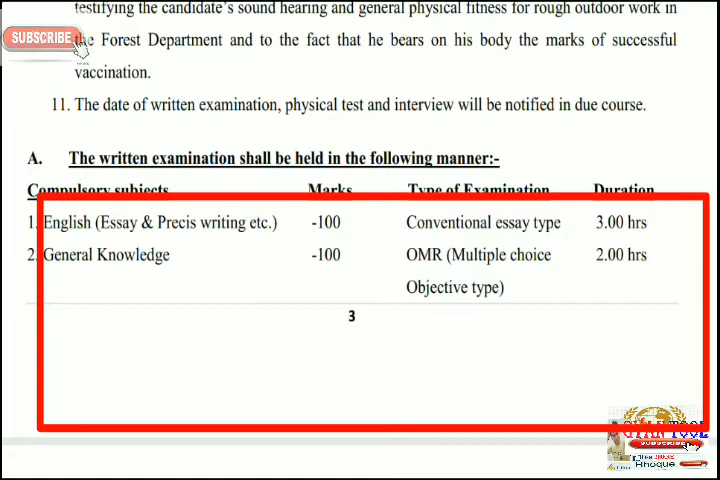 testifying the candidate's sound hearing and general physical fitness for rough outdoor work in
SUBSCRIBE the Forest Department and to the fact that he bears on his body the marks of successful
vaccination.
11. The date of written examination, physical test and interview will be notified in due course.
A. The written examination shall be held in the following manner:-
Compulsory subjects Marks Type of Examination Duration
1. English (Essay & Precis writing etc.) -100 Conventional essay type 3.00 hrs
2. General Knowledge -100 OMR (Multiple choice 2.00 hrs
Objective type)
3
GYAN TOOL
SUBSCRIBE
Rhoque